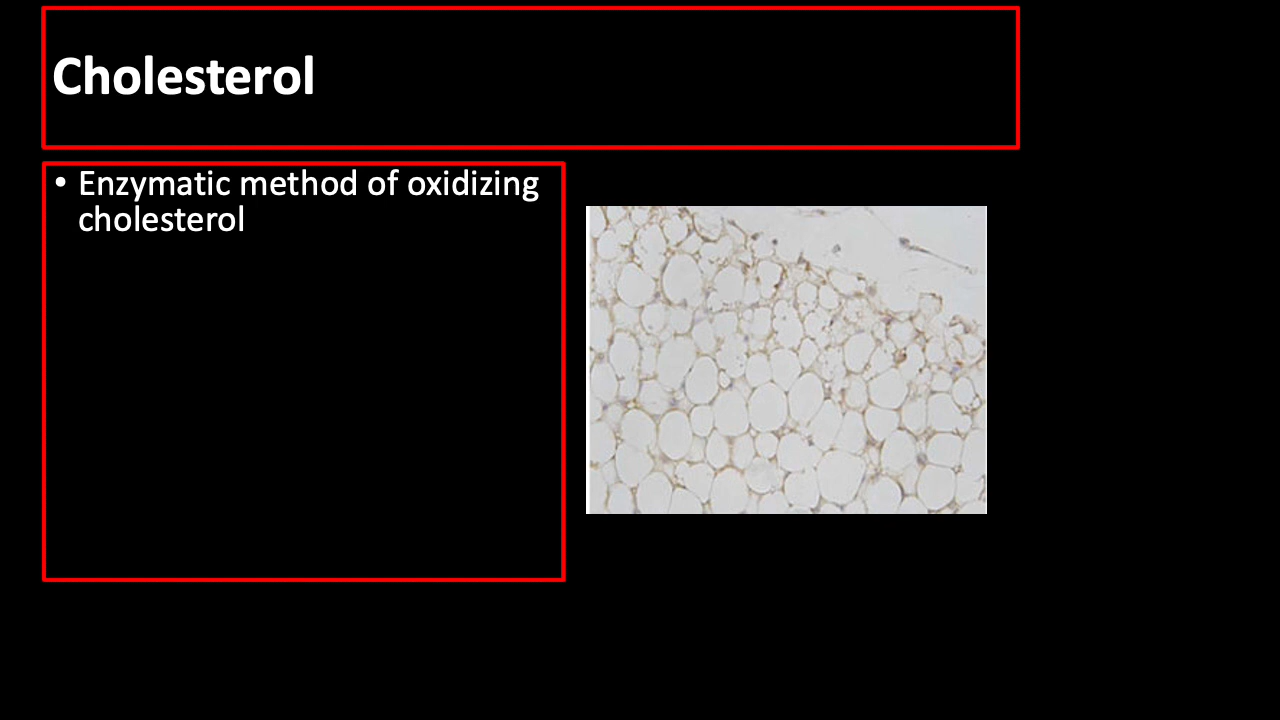 Cholesterol
• Enzymatic method of oxidizing
cholesterol